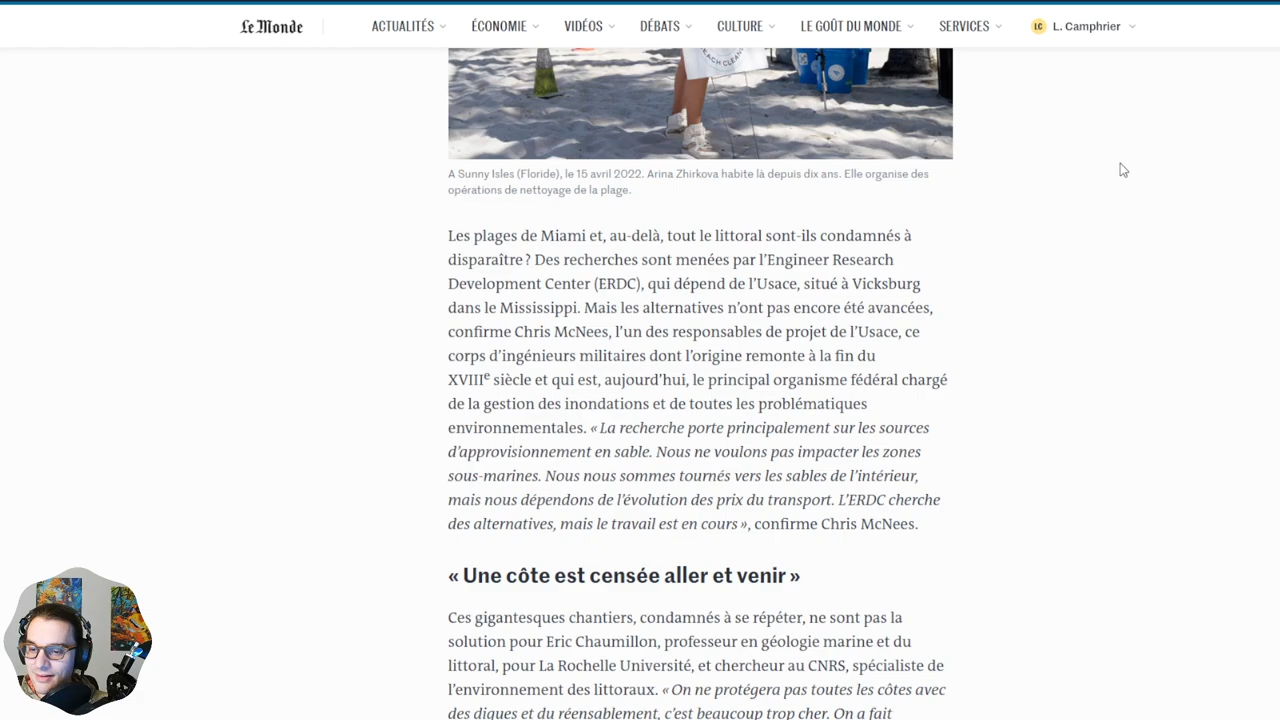 Le Monde
ACTUALITÉS
ÉCONOMIE
VIDÉOS
DÉBATS
CULTURE
LE GOÛT DU MONDE
SERVICES
LC
L. Camphrier
EACH CLEAN
A Sunny Isles (Floride), le 15 avril 2022. Arina Zhirkova habite là depuis dix ans. Elle organise des
opérations de nettoyage de la plage.
Les plages de Miami et, au-delà, tout le littoral sont-ils condamnés à
disparaître ? Des recherches sont menées par l’Engineer Research
Development Center (ERDC), qui dépend de l’Usace, situé à Vicksburg
dans le Mississippi. Mais les alternatives n’ont pas encore été avancées,
confirme Chris McNees, l’un des responsables de projet de l’Usace, ce
corps d’ingénieurs militaires dont l’origine remonte à la fin du
XVIIIe siècle et qui est, aujourd’hui, le principal organisme fédéral chargé
de la gestion des inondations et de toutes les problématiques
environnementales. « La recherche porte principalement sur les sources
d’approvisionnement en sable. Nous ne voulons pas impacter les zones
sous-marines. Nous nous sommes tournés vers les sables de l’intérieur,
mais nous dépendons de l’évolution des prix du transport. L’ERDC cherche
des alternatives, mais le travail est en cours », confirme Chris McNees.
« Une côte est censée aller et venir »
Ces gigantesques chantiers, condamnés à se répéter, ne sont pas la
solution pour Eric Chaumillon, professeur en géologie marine et du
littoral, pour La Rochelle Université, et chercheur au CNRS, spécialiste de
l’environnement des littoraux. « On ne protégera pas toutes les côtes avec
des digues et du réensablement, c’est beaucoup trop cher. On a fait